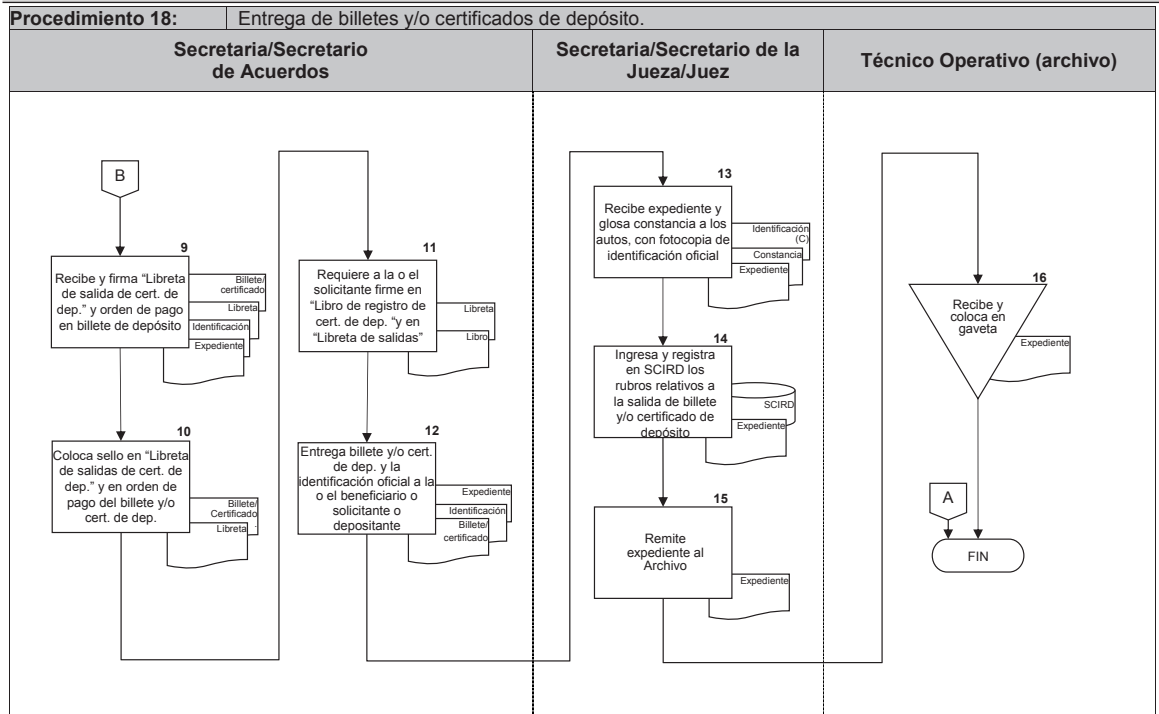 Procedimiento 18: Entrega de billetes y/o certificados de depósito.
Secretaria/Secretario
de Acuerdos
Secretaria/Secretario de la
Jueza/Juez
Técnico Operativo (archivo)
B
9
Recibe y firma “Libreta
de salida de cert. de
dep.” y orden de pago
en billete de depósito
Billete/
certificado
Libreta
Identificación
Expediente
10
Coloca sello en “Libreta
de salidas de cert. de
dep.” y en orden de
pago del billete y/o
cert. de dep.
Billete/
Certificado
Libreta .
11
Requiere a la o el
solicitante firme en
“Libro de registro de
cert. de dep. “y en
“Libreta de salidas”
Libreta
Libro
12
Entrega billete y/o cert.
de dep. y la
identificación oficial a la
o el beneficiario o
solicitante o
depositante
Expediente
Identificación
Billete/
certificado
13
Recibe expediente y
glosa constancia a los
autos, con fotocopia de
identificación oficial
Identificación
(C)
Constancia
Expediente
14
Ingresa y registra
en SCIRD los
rubros relativos a
la salida de billete
y/o certificado de
depósito
SCIRD
Expediente
15
Remite
expediente al
Archivo
Expediente
16
Recibe y
coloca en
gaveta
Expediente
A
FIN